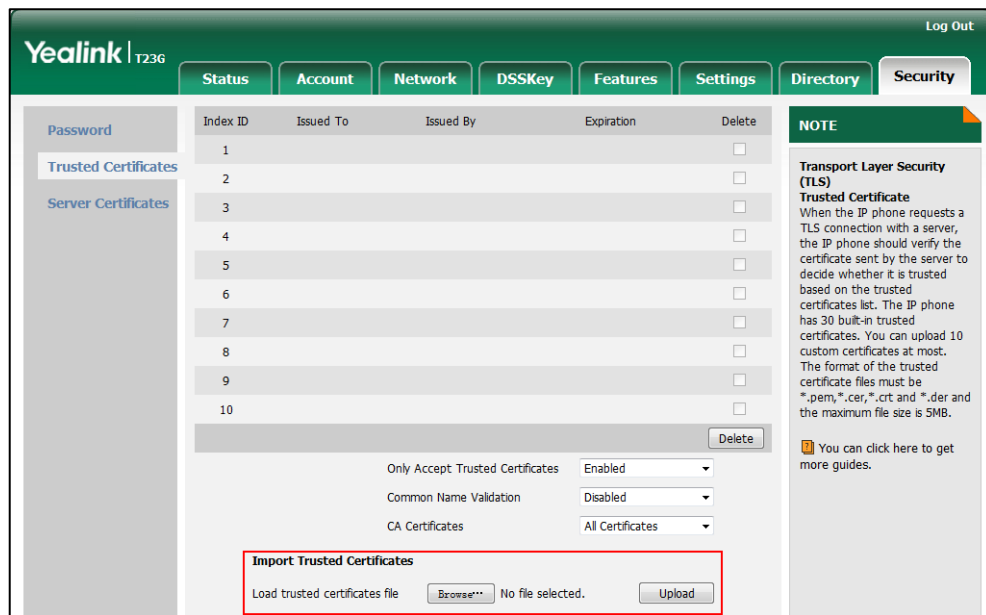 Log Out
Yealink | T23G
Status Account Network DSSKey Features Settings Directory Security
Password
Trusted Certificates
Server Certificates
Index ID Issued To Issued By Expiration Delete
1
2
3
4
5
6
7
8
9
10
Delete
Only Accept Trusted Certificates Enabled
Common Name Validation Disabled
CA Certificates All Certificates
Import Trusted Certificates
Load trusted certificates file Browse··· No file selected. Upload
NOTE
Transport Layer Security
(TLS)
Trusted Certificate
When the IP phone requests a
TLS connection with a server,
the IP phone should verify the
certificate sent by the server to
decide whether it is trusted
based on the trusted
certificates list. The IP phone
has 30 built-in trusted
certificates. You can upload 10
custom certificates at most.
The format of the trusted
certificate files must be
*.pem,*.cer,*.crt and *.der and
the maximum file size is 5MB.
You can click here to get
more guides.